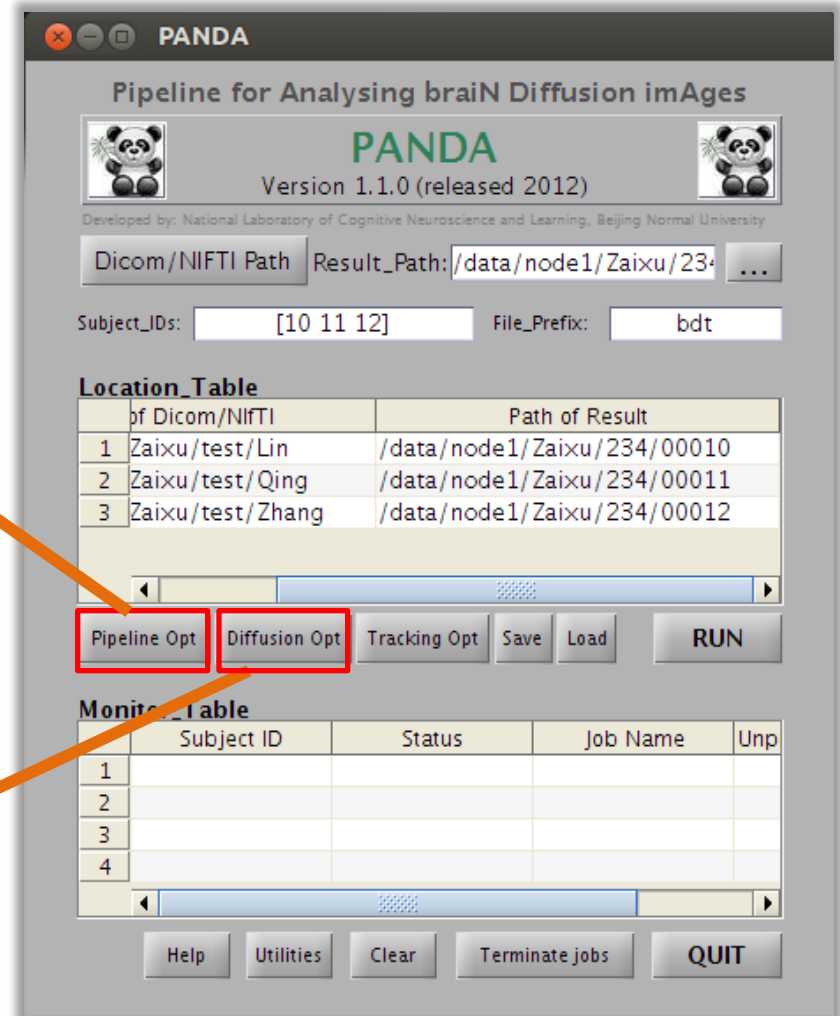 PANDA
Pipeline for Analysing braiN Diffusion imAges
PANDA
Version 1.1.0 (released 2012)
Developed by: National Laboratory of Cognitive Neuroscience and Learning, Beijing Normal University
Dicom/NIFTI Path Result_Path: /data/node1/Zaixu/234 ...
Subject_IDs: [10 11 12] File_Prefix: bdt
Location_Table
of Dicom/NIfTI Path of Result
1 Zaixu/test/Lin /data/node1/Zaixu/234/00010
2 Zaixu/test/Qing /data/node1/Zaixu/234/00011
3 Zaixu/test/Zhang /data/node1/Zaixu/234/00012
Pipeline Opt Diffusion Opt Tracking Opt Save Load RUN
Monitor_Table
Subject ID Status Job Name Unp
1
2
3
4
Help Utilities Clear Terminate jobs QUIT